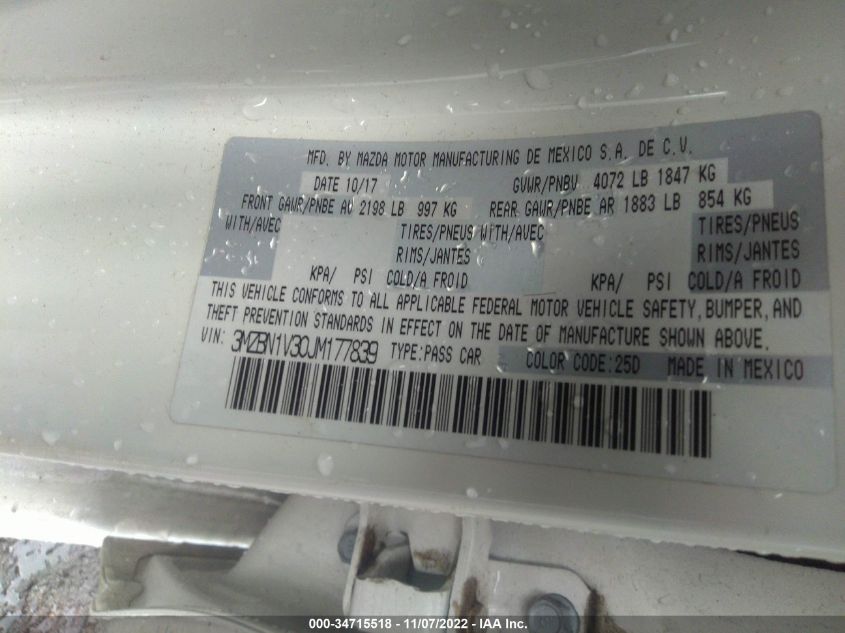 MFD. BY MAZDA MOTOR MANUFACTURING DE MEXICO S.A. DE C.V.
DATE 10/17 GVWR/PNBV 4072 LB 1847 KG
FRONT GAWR/PNBE AV 2198 LB 997 KG REAR GAWR/PNBE AR 1883 LB 854 KG
WITH/AVEC TIRES/PNEUS WITH/AVEC TIRES/PNEUS
RIMS/JANTES RIMS/JANTES
KPA/ PSI COLD/A FROID KPA/ PSI COLD/A FROID
THIS VEHICLE CONFORMS TO ALL APPLICABLE FEDERAL MOTOR VEHICLE SAFETY, BUMPER, AND
THEFT PREVENTION STANDARDS IN EFFECT ON THE DATE OF MANUFACTURE SHOWN ABOVE.
VIN: 3MZBN1V30JM177839 TYPE:PASS CAR COLOR CODE:25D MADE IN MEXICO
000-34715518 - 11/07/2022 - IAA Inc.